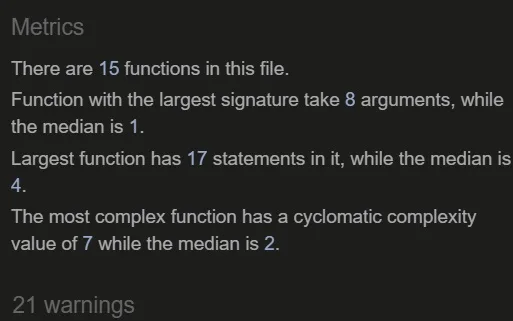 Metrics
There are 15 functions in this file.
Function with the largest signature take 8 arguments, while
the median is 1.
Largest function has 17 statements in it, while the median is
4.
The most complex function has a cyclomatic complexity
value of 7 while the median is 2.
21 warnings